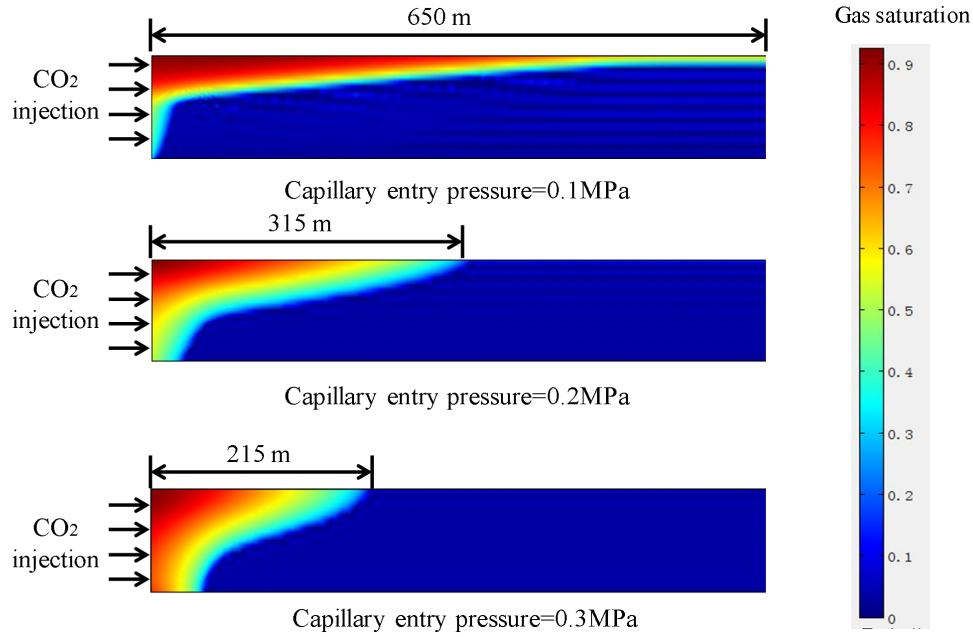 650 m
Gas saturation
CO2
injection
Capillary entry pressure=0.1MPa
315 m
CO2
injection
Capillary entry pressure=0.2MPa
215 m
CO2
injection
Capillary entry pressure=0.3MPa
0.9
0.8
0.7
0.6
0.5
0.4
0.3
0.2
0.1
0